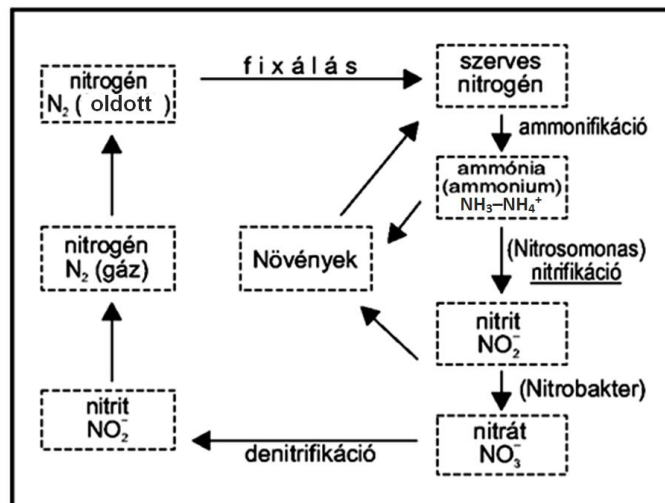 nitrogén
N₂ ( oldott )
fixálás
szerves
nitrogén
ammonifikáció
ammónia
(ammonium)
NH₃–NH₄⁺
nitrogén
N₂ (gáz)
Növények
(Nitrosomonas)
nitrifikáció
nitrit
NO₂⁻
(Nitrobakter)
nitrit
NO₂⁻
denitrifikáció
nitrát
NO₃⁻